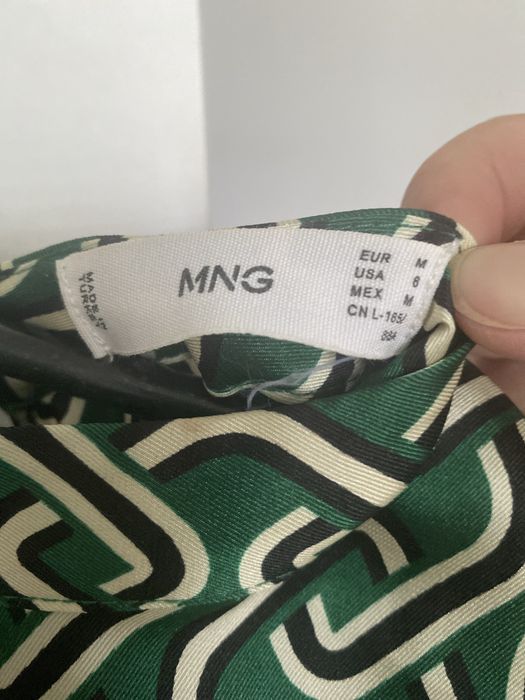 MADE IN
TURKEY
MNG
EUR M
USA 6
MEX M
CN L-165/
88A